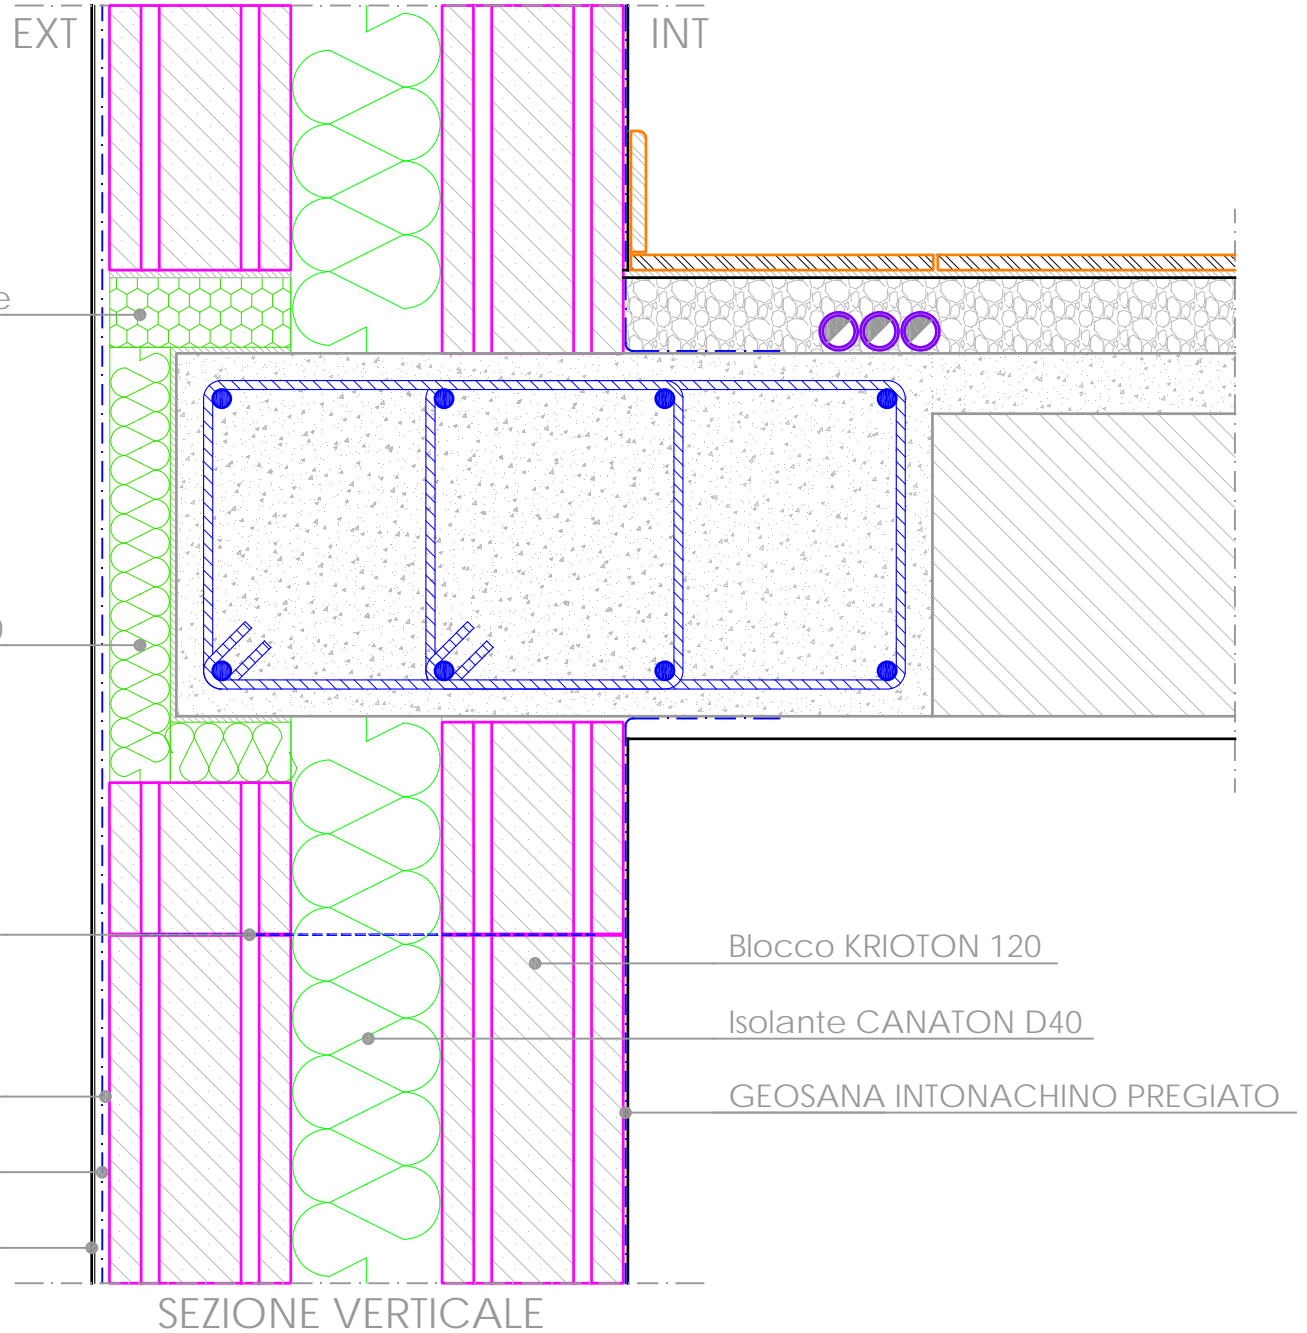 EXT
INT
Blocco KRIOTON 120
Isolante CANATON D40
GEOSANA INTONACHINO PREGIATO
SEZIONE VERTICALE